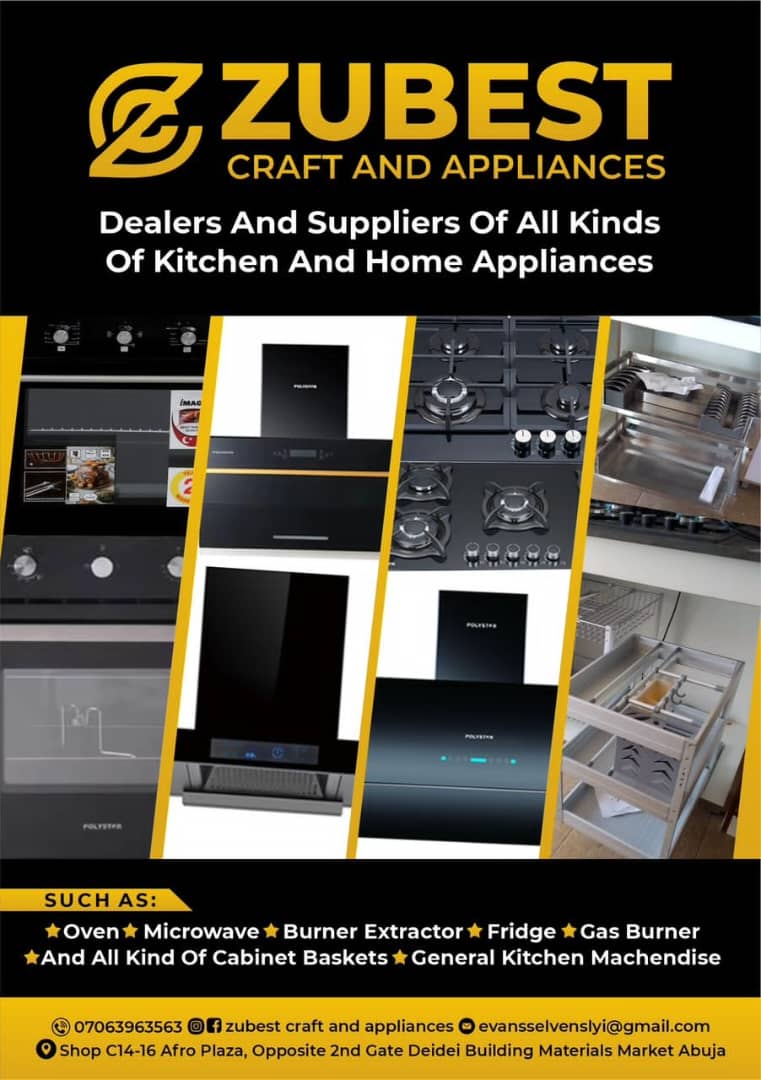 ZUBEST
CRAFT AND APPLIANCES
Dealers And Suppliers Of All Kinds
Of Kitchen And Home Appliances
iMAG
POLYSTAR
POLYSTAR
POLYSTAR
POLYSTAR
POLYSTAR
SUCH AS:
Oven Microwave Burner Extractor Fridge Gas Burner
And All Kind Of Cabinet Baskets General Kitchen Machendise
07063963563 zubest craft and appliances evansselvenslyi@gmail.com
Shop C14-16 Afro Plaza, Opposite 2nd Gate Deidei Building Materials Market Abuja